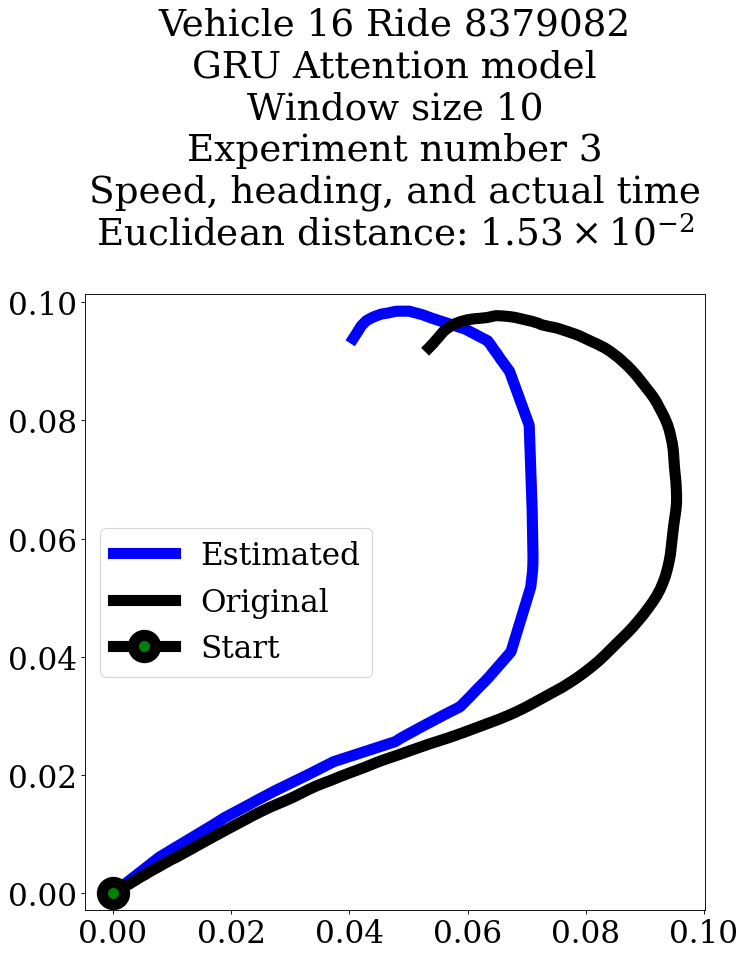 Vehicle 16 Ride 8379082
GRU Attention model
Window size 10
Experiment number 3
Speed, heading, and actual time
Euclidean distance: 1.53 × 10⁻²
0.10
0.08
0.06
0.04
0.02
0.00
Estimated
Original
Start
0.00 0.02 0.04 0.06 0.08 0.10